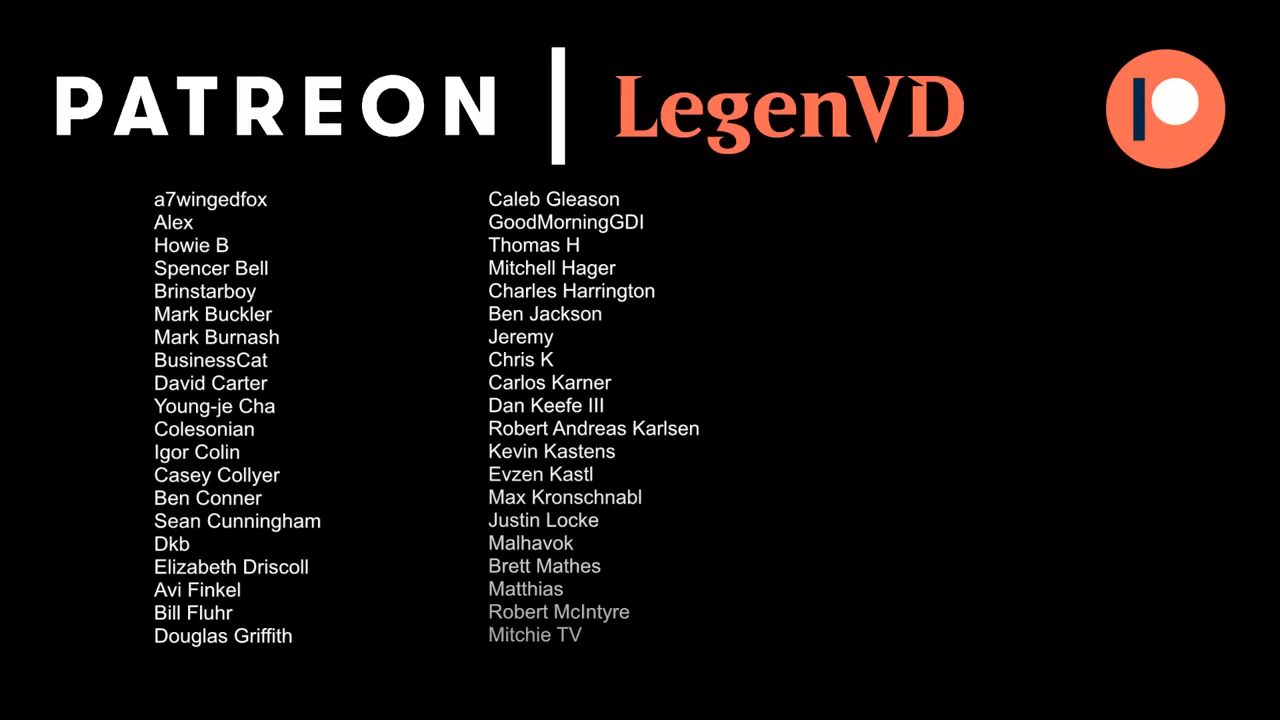 PATREON | LegenVD
a7wingedfox
Alex
Howie B
Spencer Bell
Brinstarboy
Mark Buckler
Mark Burnash
BusinessCat
David Carter
Young-je Cha
Colesonian
Igor Colin
Casey Collyer
Ben Conner
Sean Cunningham
Dkb
Elizabeth Driscoll
Avi Finkel
Bill Fluhr
Douglas Griffith
Caleb Gleason
GoodMorningGDI
Thomas H
Mitchell Hager
Charles Harrington
Ben Jackson
Jeremy
Chris K
Carlos Karner
Dan Keefe III
Robert Andreas Karlsen
Kevin Kastens
Evzen Kastl
Max Kronschnabl
Justin Locke
Malhavok
Brett Mathes
Matthias
Robert McIntyre
Mitchie TV